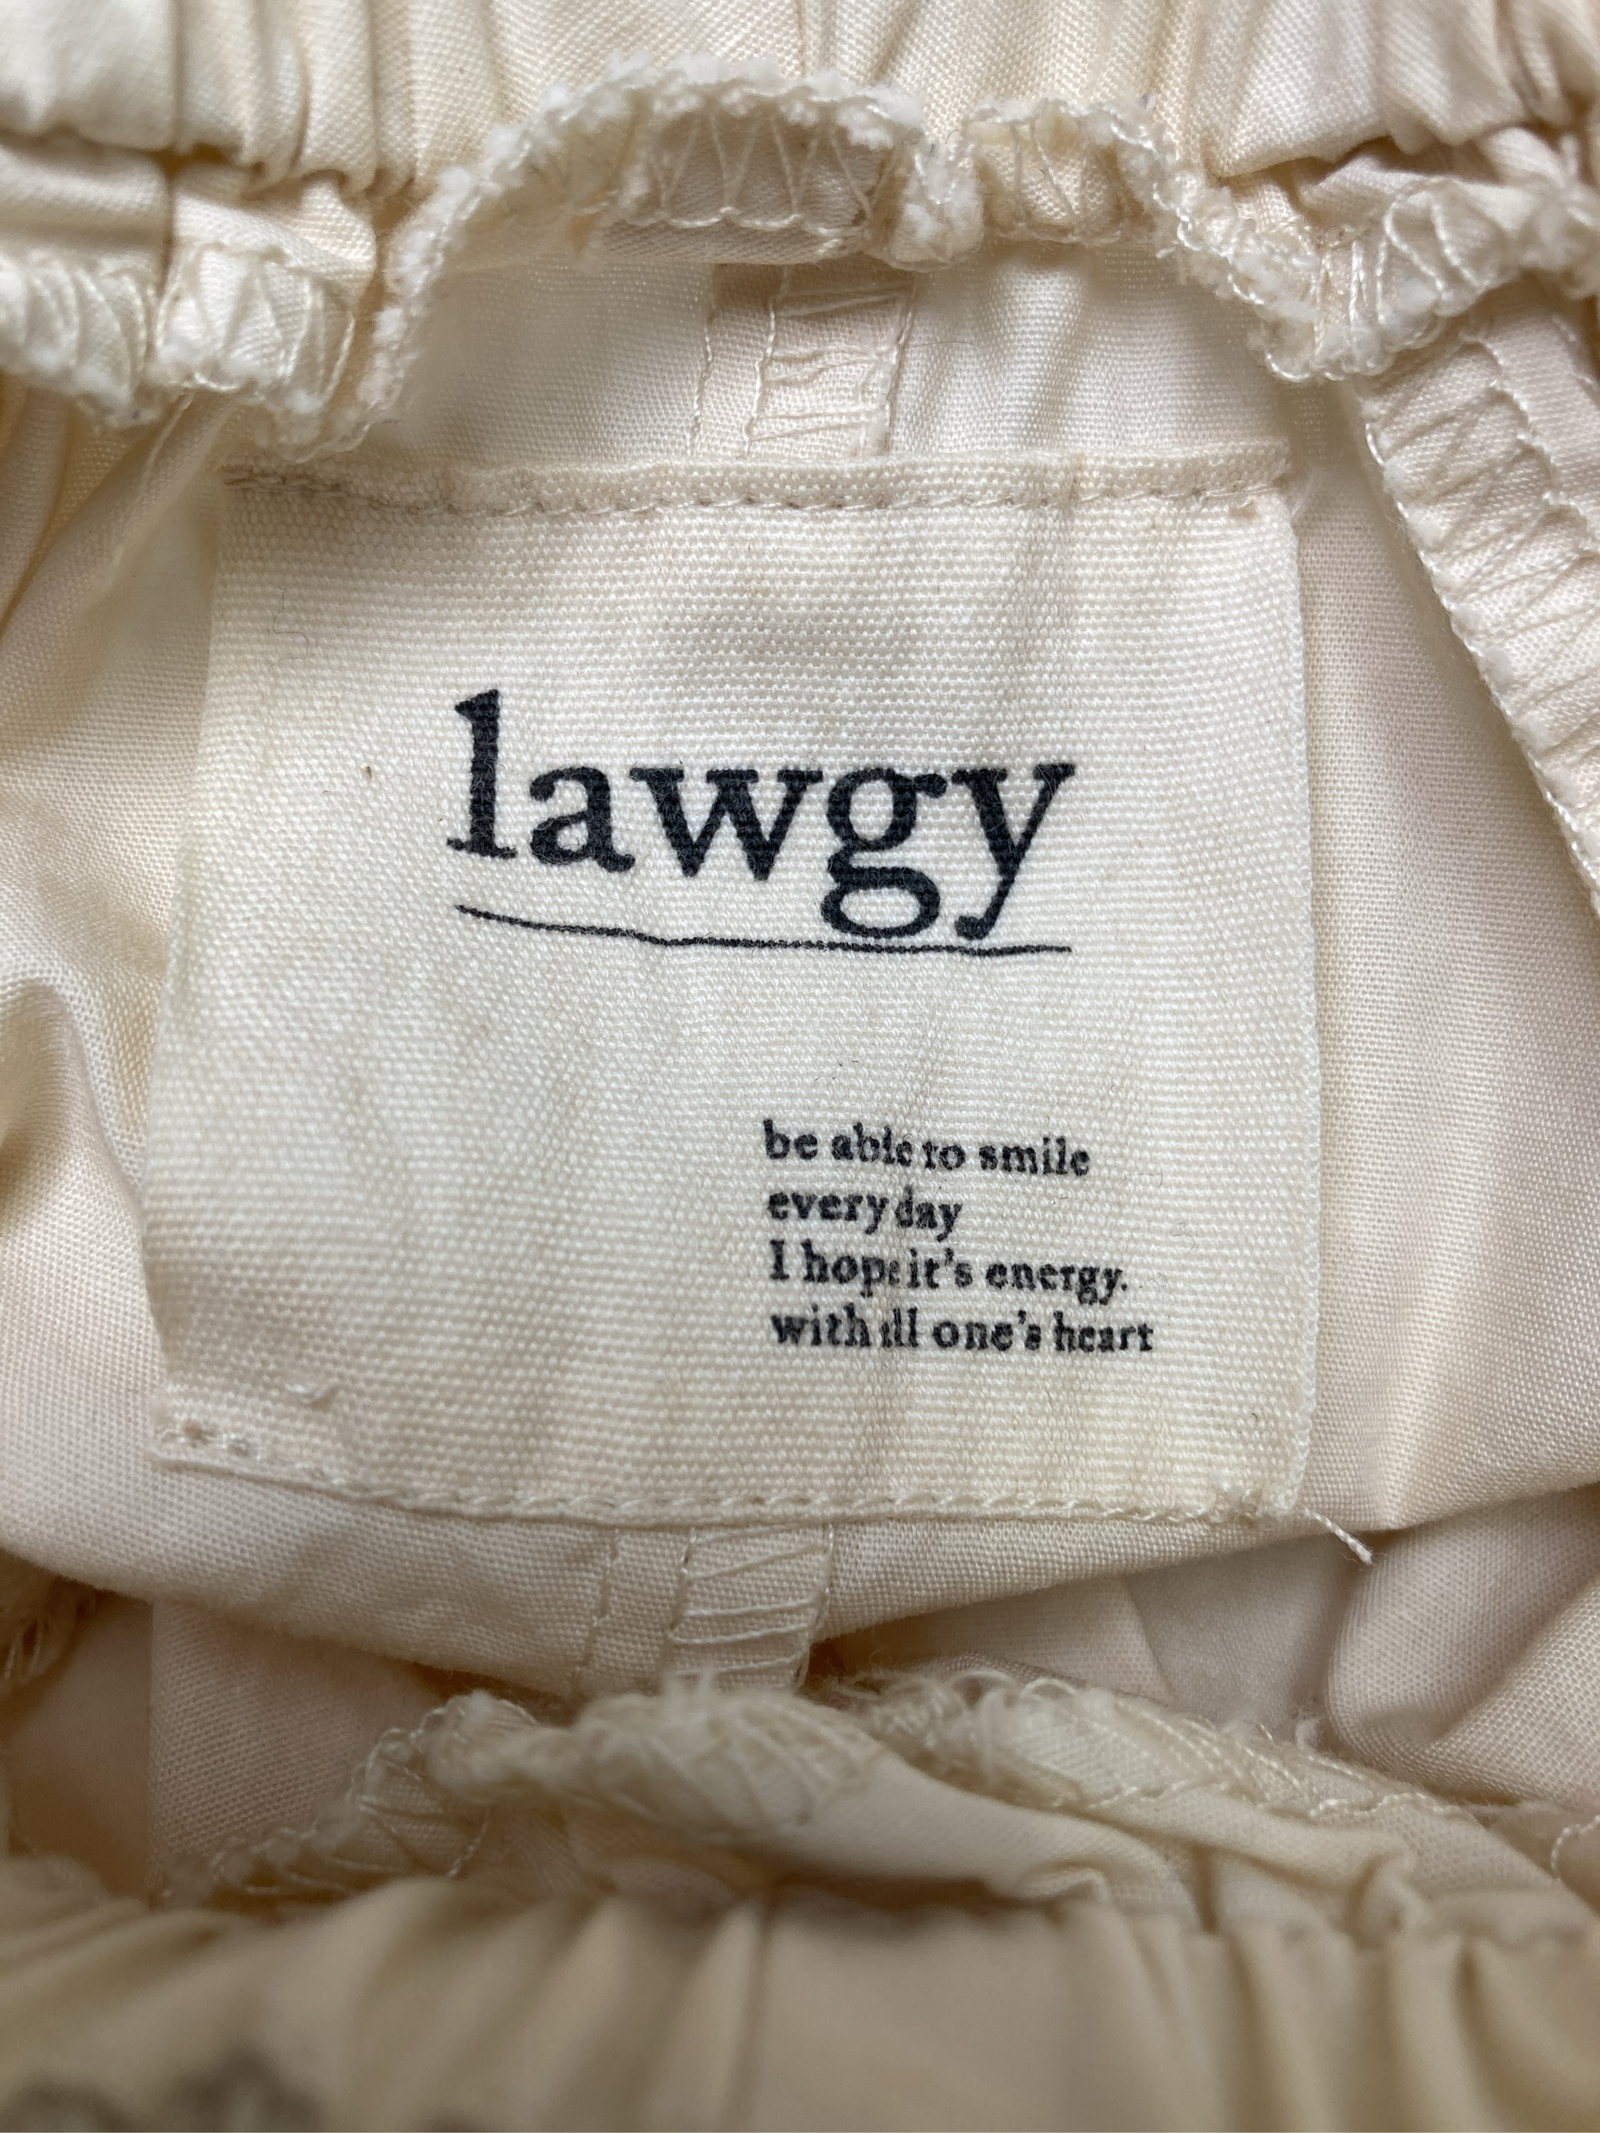 lawgy
be able to smile
every day
I hope it's energy.
with all one's heart